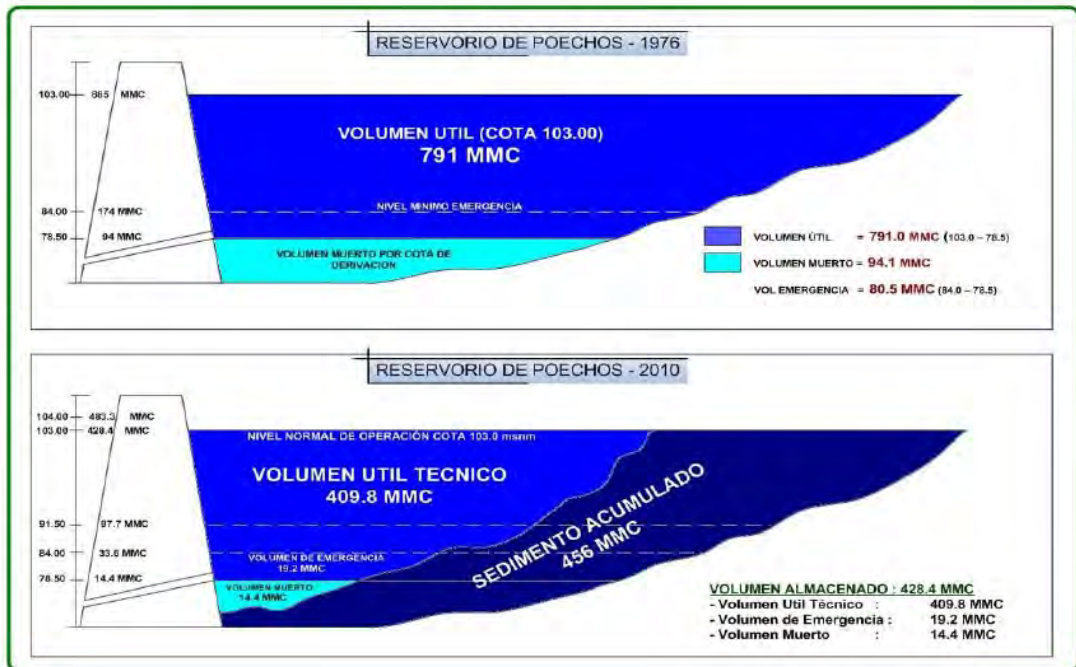 RESERVORIO DE POECHOS - 1976
103.00 885 MMC
VOLUMEN UTIL (COTA 103.00)
791 MMC
84.00 174 MMC
NIVEL MINIMO EMERGENCIA
78.50 94 MMC
VOLUMEN MUERTO POR COTA DE
DERIVACION
VOLUMEN ÚTIL = 791.0 MMC (103.0 – 78.5)
VOLUMEN MUERTO = 94.1 MMC
VOL EMERGENCIA = 80.5 MMC (84.0 – 78.5)
RESERVORIO DE POECHOS - 2010
104.00 483.3 MMC
103.00 428.4 MMC
NIVEL NORMAL DE OPERACIÓN COTA 103.0 msnm
VOLUMEN UTIL TECNICO
409.8 MMC
SEDIMENTO ACUMULADO
456 MMC
91.50 97.7 MMC
84.00 33.6 MMC
VOLUMEN DE EMERGENCIA
19.2 MMC
78.50 14.4 MMC
VOLUMEN MUERTO
14.4 MMC
VOLUMEN ALMACENADO : 428.4 MMC
- Volumen Util Técnico : 409.8 MMC
- Volumen de Emergencia : 19.2 MMC
- Volumen Muerto : 14.4 MMC